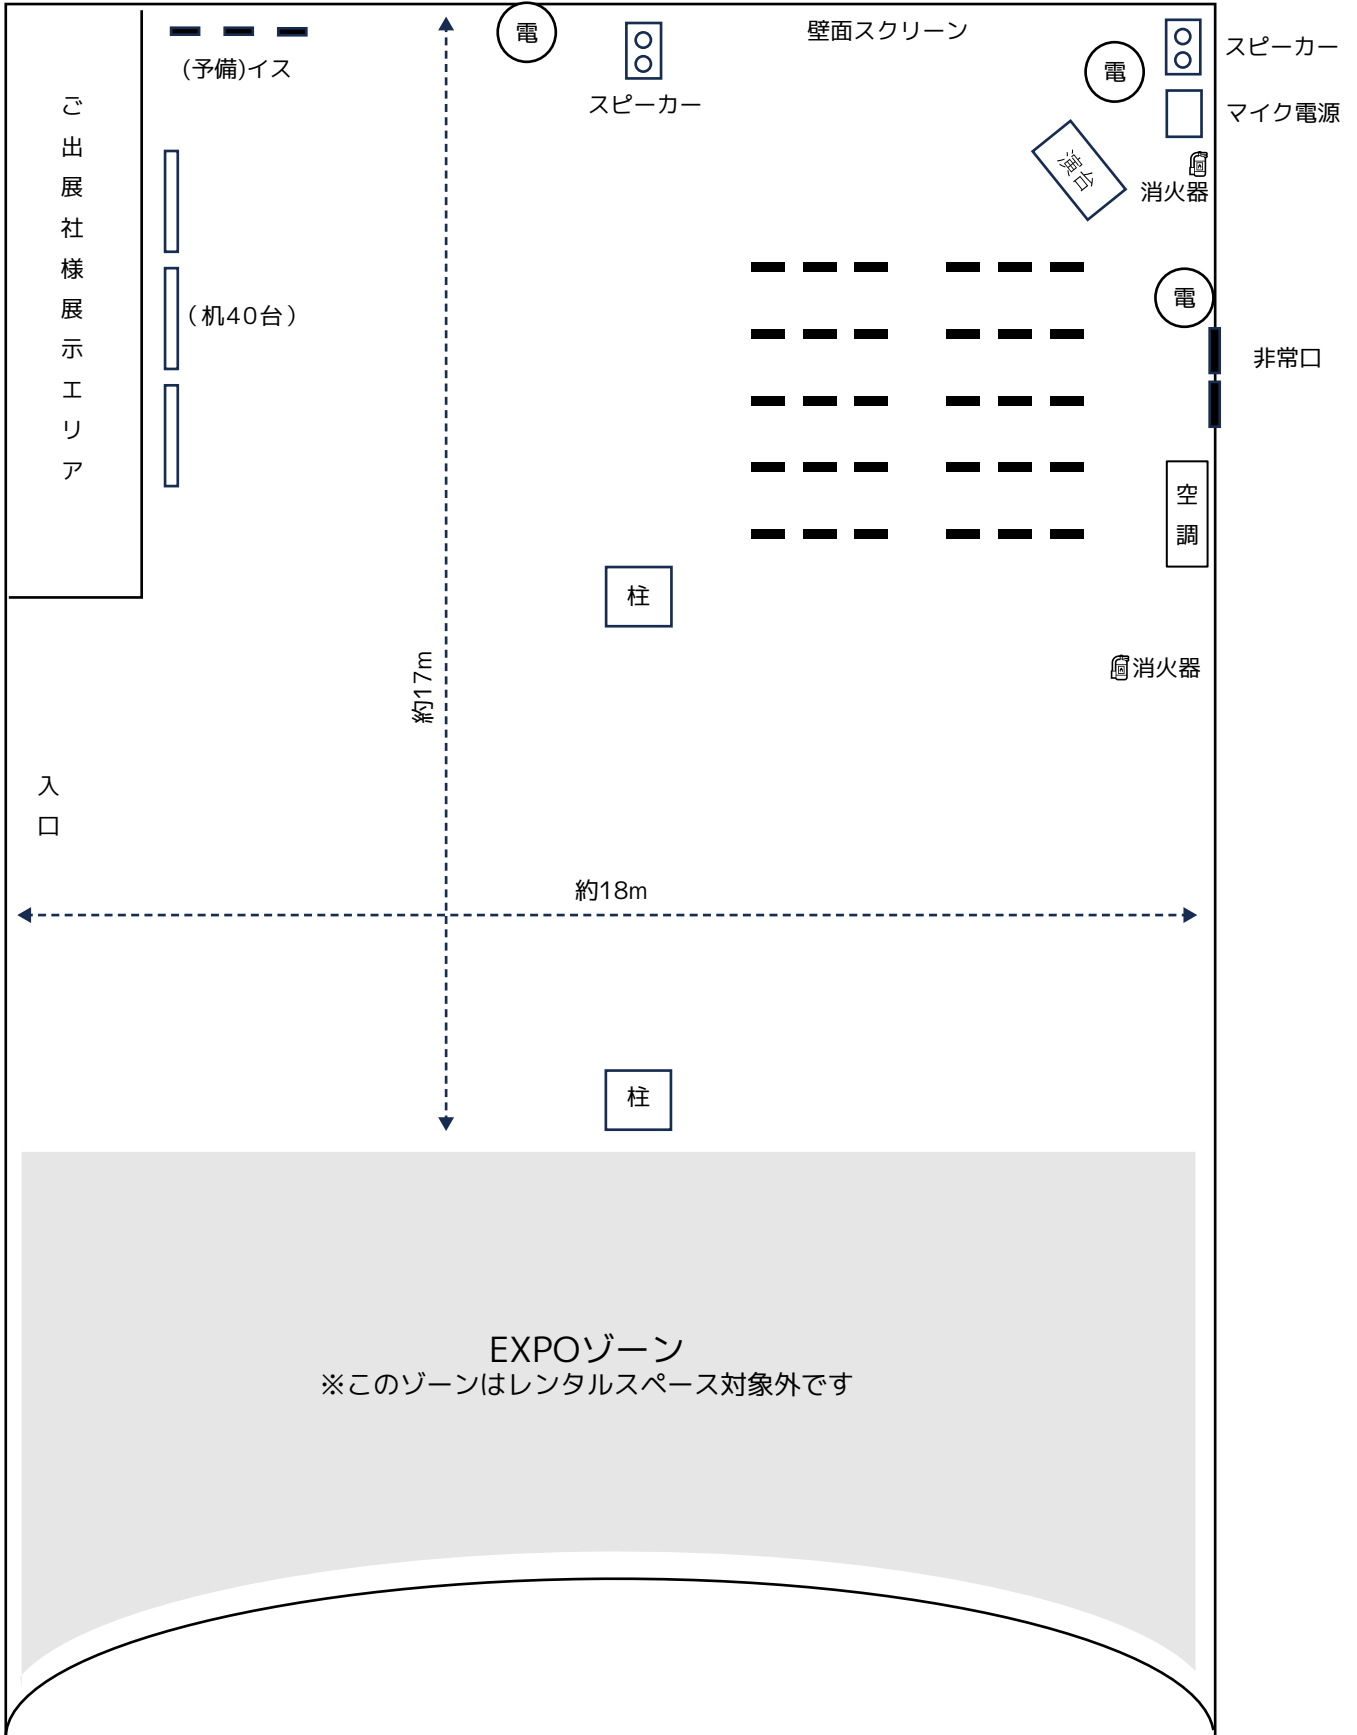 電
壁面スクリーン
スピーカー
(予備)イス
電
スピーカー
マイク電源
ご出展社様展示エリア
演台
消火器
電
（机40台）
非常口
空調
柱
消火器
約17m
入口
約18m
柱
EXPOゾーン
※このゾーンはレンタルスペース対象外です